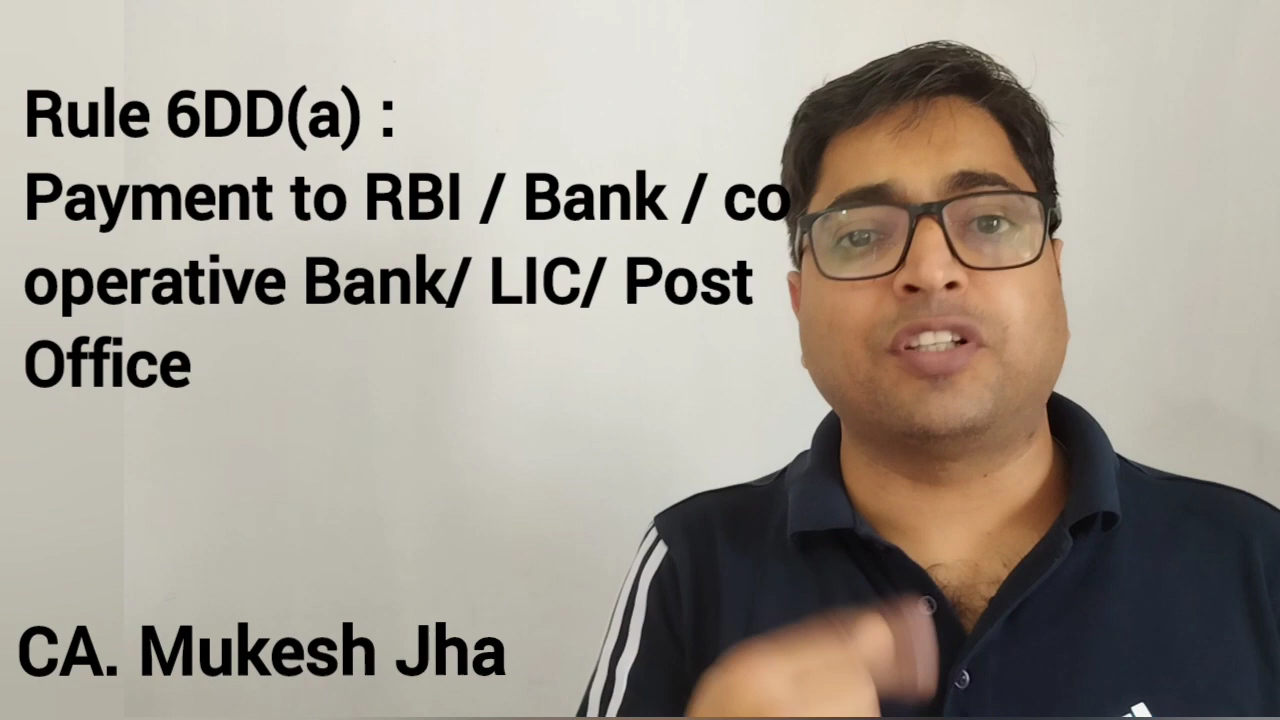 Rule 6DD(a) :
Payment to RBI / Bank / co
operative Bank/ LIC/ Post
Office
CA. Mukesh Jha